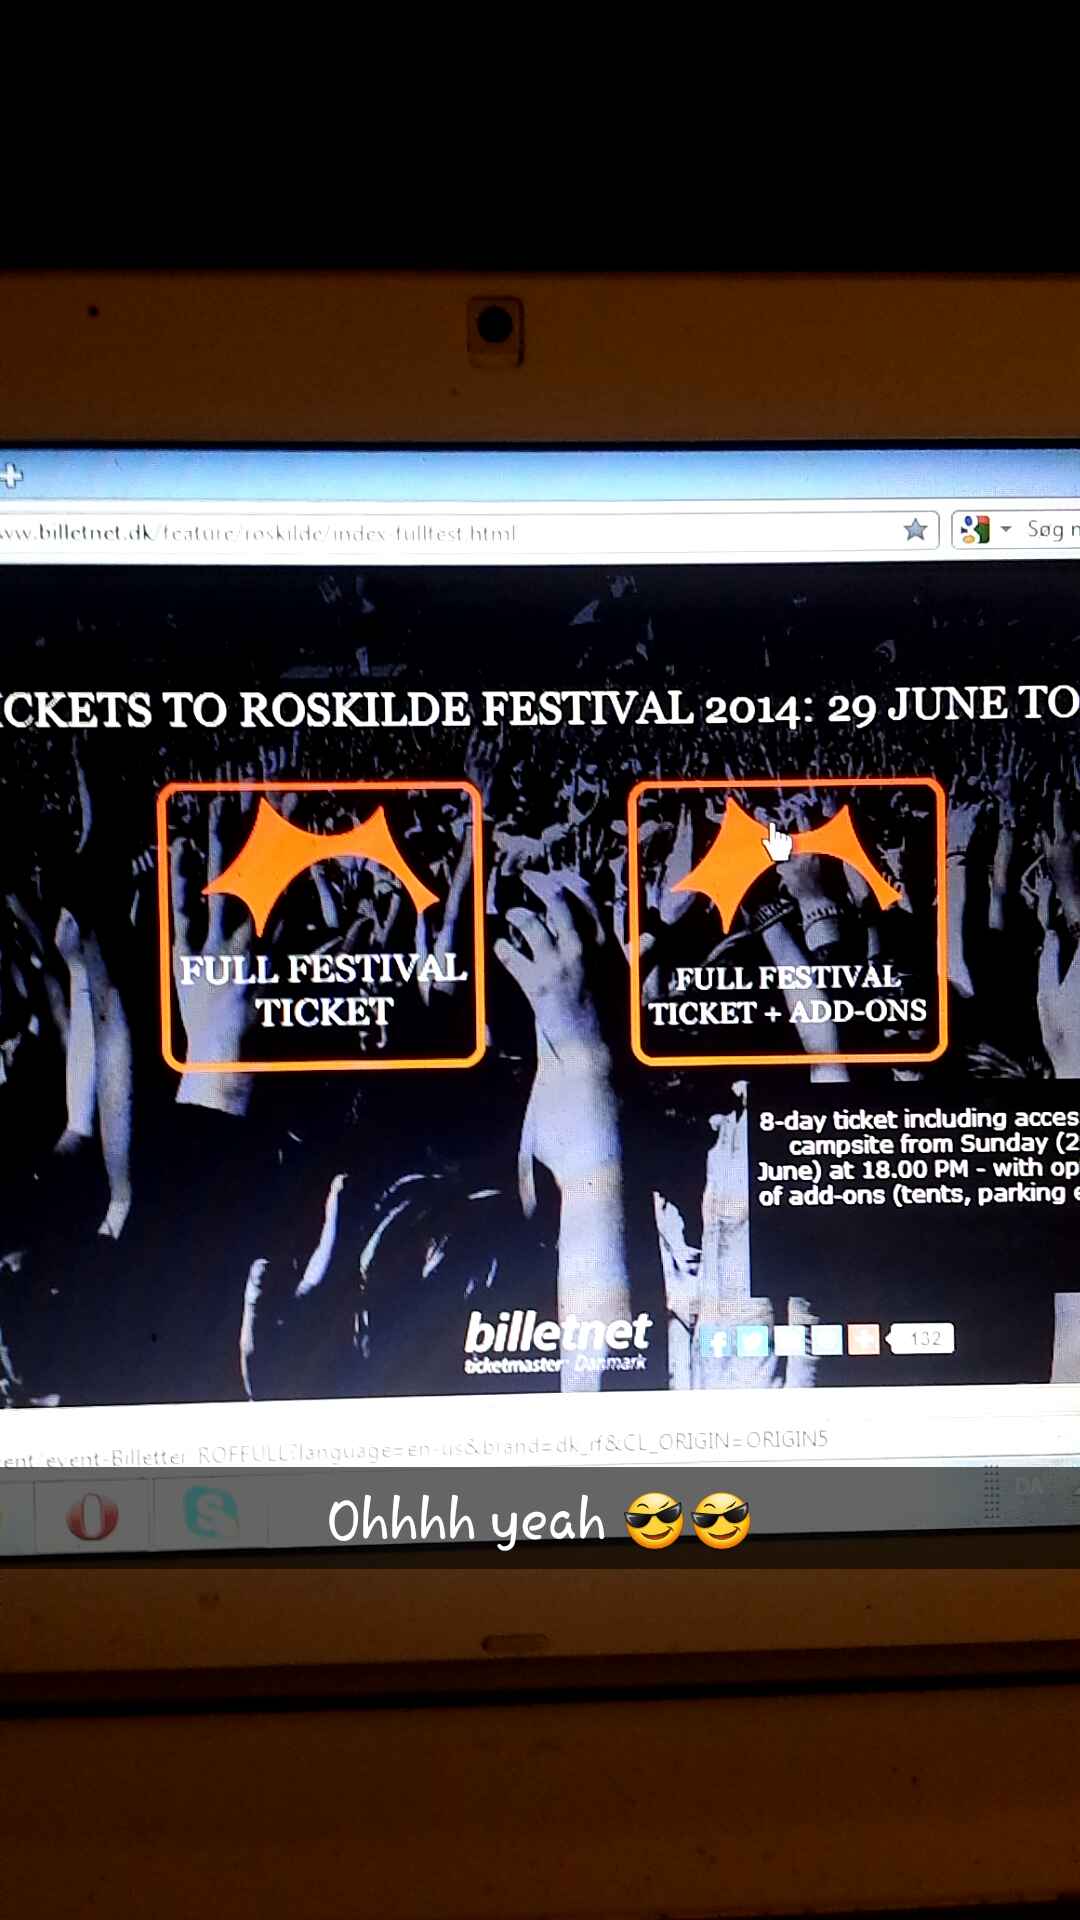 ww.billetnet.dk/feature/roskilde/index-fullfest.html
Søg
ICKETS TO ROSKILDE FESTIVAL 2014: 29 JUNE TO
FULL FESTIVAL
TICKET
FULL FESTIVAL
TICKET + ADD-ONS
8-day ticket including acces
campsite from Sunday (2
June) at 18.00 PM - with op
of add-ons (tents, parking e
billetnet
ticketmaster Danmark
132
ent/event-Billetter_ROFFULL?language=en-us&brand=dk_rf&CL_ORIGIN=ORIGIN5
DA
Ohhhh yeah 😎😎